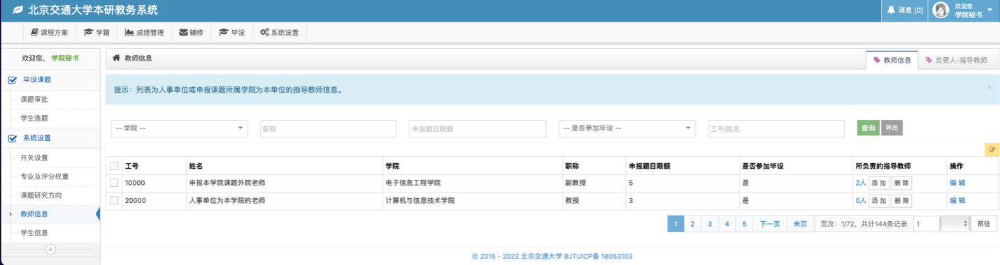 北京交通大学本研教务系统 消息 [0] 欢迎您 学院秘书
课程方案 学籍 成绩管理 辅修 毕设 系统设置
欢迎您，学院秘书
毕设课题
课题审批
学生选题
系统设置
开关设置
专业及评分权重
课题研究方向
教师信息
学生信息
教师信息 教师信息 负责人-指导教师
提示：列表为人事单位或申报课题所属学院为本单位的指导教师信息。 ×
-- 学院 -- 职称 申报题目限额 -- 是否参加毕设 -- 工号|姓名 查询 导出
工号 姓名 学院 职称 申报题目限额 是否参加毕设 所负责的指导教师 操作
10000 申报本学院课题外院老师 电子信息工程学院 副教授 5 是 2人 添加 删除 编辑
20000 人事单位为本学院的老师 计算机与信息技术学院 教授 3 是 0人 添加 删除 编辑
1 2 3 4 5 下一页 末页 页次：1/72，共计144条记录 1 前往
© 2015 - 2022 北京交通大学 BJTUICP备 18053103